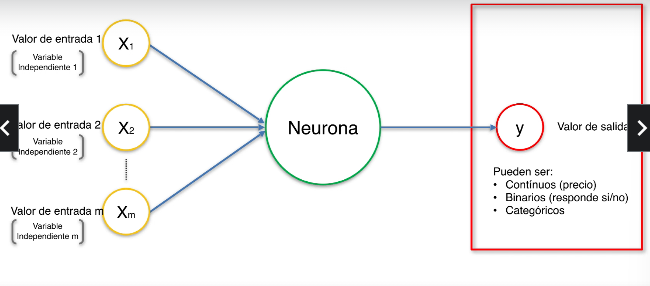 Valor de entrada 1
X1
Variable
Independiente 1
Valor de entrada 2
X2
Variable
Independiente 2
Valor de entrada m
Xm
Variable
Independiente m
Neurona
y
Valor de salida
Pueden ser:
• Contínuos (precio)
• Binarios (responde si/no)
• Categóricos